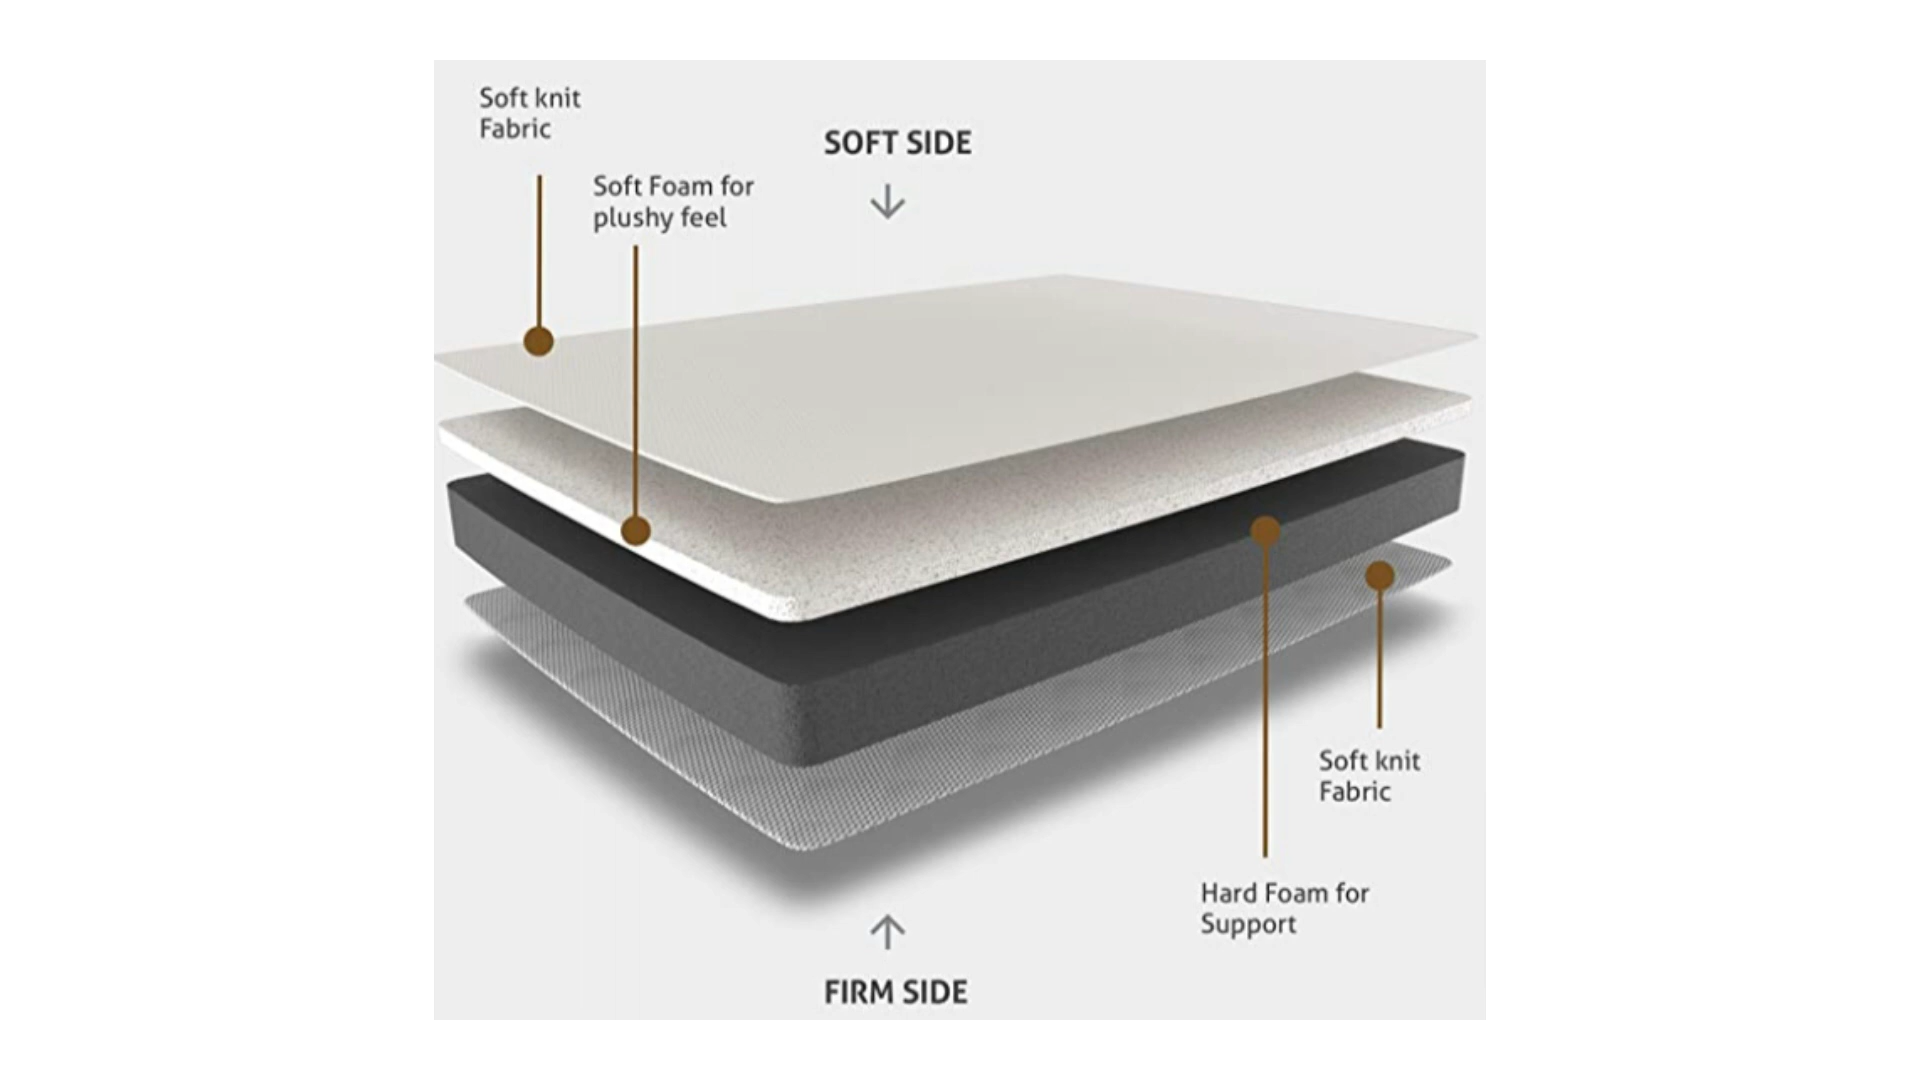 Soft knit
Fabric
SOFT SIDE
Soft Foam for
plushy feel
Soft knit
Fabric
Hard Foam for
Support
FIRM SIDE